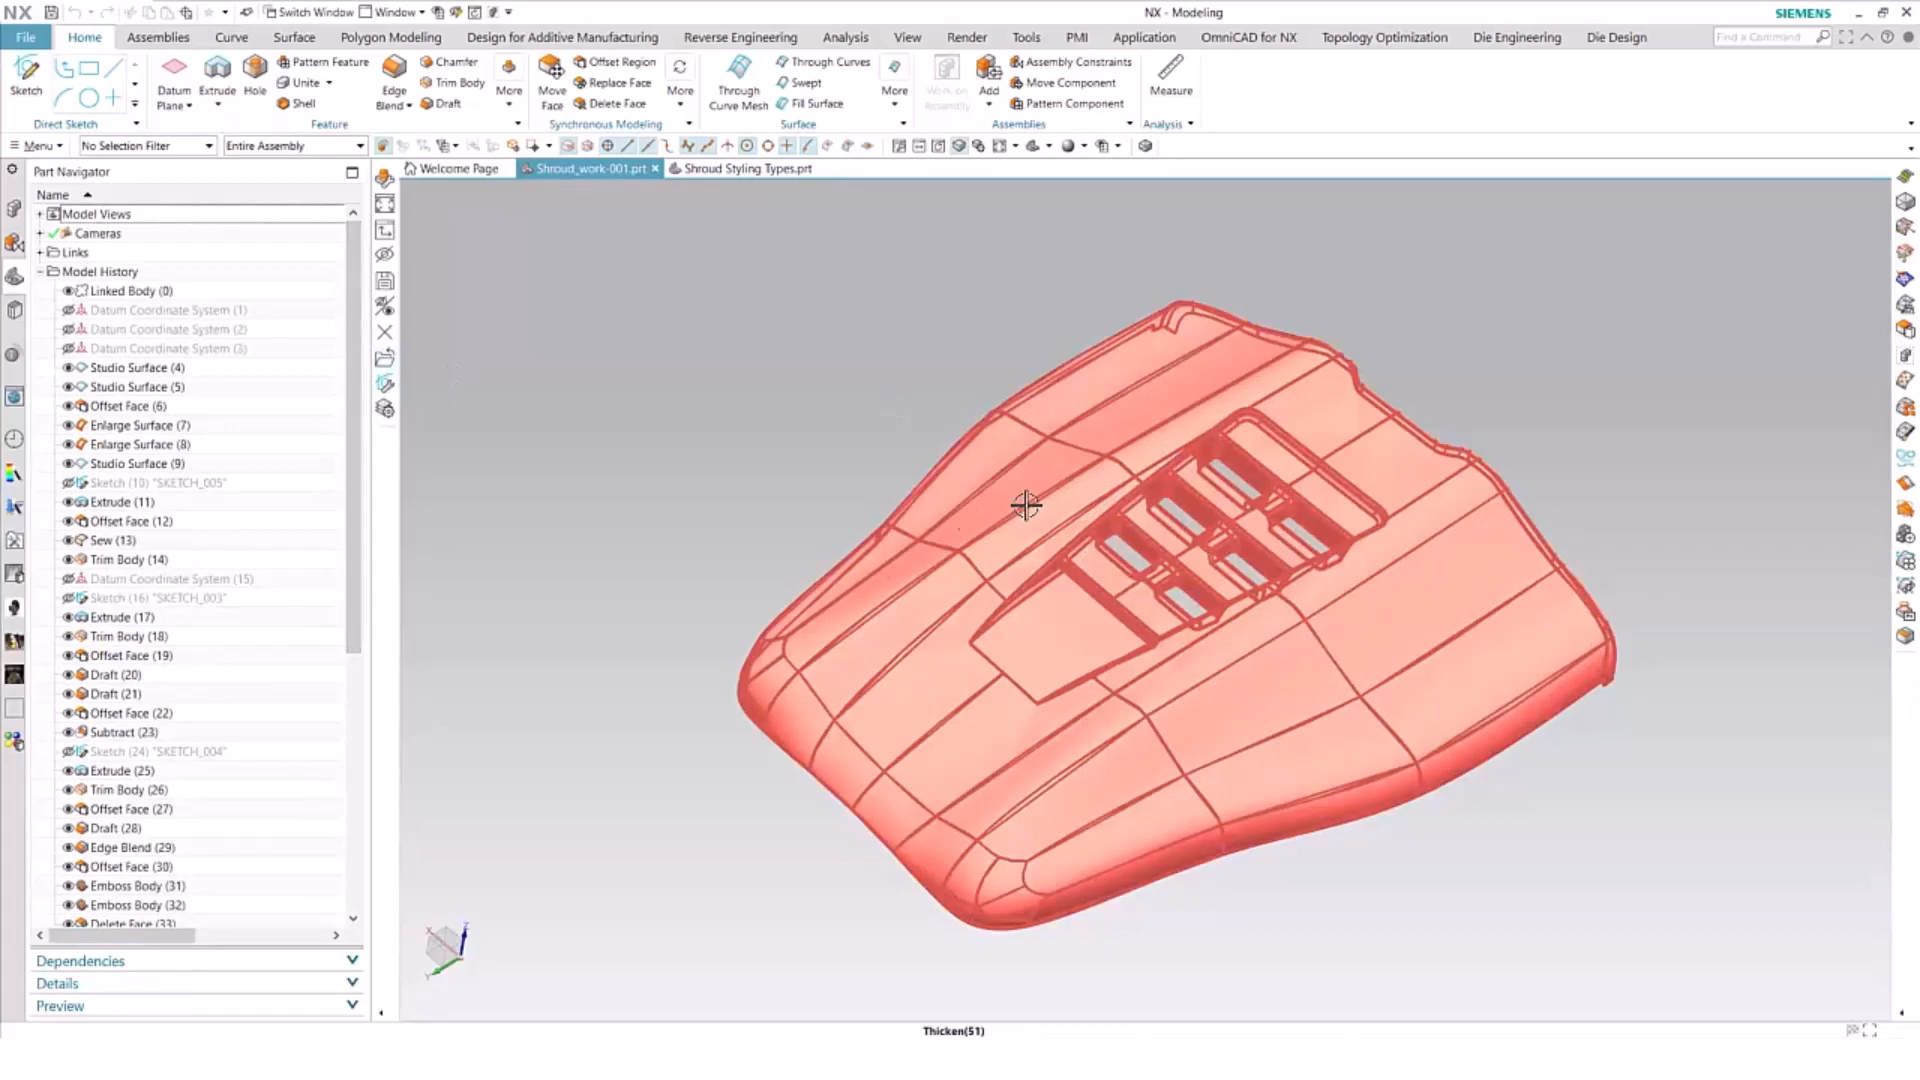 NX Switch Window Window NX - Modeling SIEMENS
File Home Assemblies Curve Surface Polygon Modeling Design for Additive Manufacturing Reverse Engineering Analysis View Render Tools PMI Application OmniCAD for NX Topology Optimization Die Engineering Die Design Find a Command
Pattern Feature Chamfer Offset Region Through Curves Assembly Constraints
Unite Trim Body Replace Face Swept Move Component
Sketch Datum Plane Extrude Hole Shell Edge Blend Draft More Move Face Delete Face More Through Curve Mesh Fill Surface More Work on Assembly Add Pattern Component Measure
Direct Sketch Feature Synchronous Modeling Surface Assemblies Analysis
Menu No Selection Filter Entire Assembly
Part Navigator Welcome Page Shroud_work-001.prt Shroud Styling Types.prt
Name
Model Views
Cameras
Links
Model History
Linked Body (0)
Datum Coordinate System (1)
Datum Coordinate System (2)
Datum Coordinate System (3)
Studio Surface (4)
Studio Surface (5)
Offset Face (6)
Enlarge Surface (7)
Enlarge Surface (8)
Studio Surface (9)
Sketch (10) "SKETCH_005"
Extrude (11)
Offset Face (12)
Sew (13)
Trim Body (14)
Datum Coordinate System (15)
Sketch (16) "SKETCH_003"
Extrude (17)
Trim Body (18)
Offset Face (19)
Draft (20)
Draft (21)
Offset Face (22)
Subtract (23)
Sketch (24) "SKETCH_004"
Extrude (25)
Trim Body (26)
Offset Face (27)
Draft (28)
Edge Blend (29)
Offset Face (30)
Emboss Body (31)
Emboss Body (32)
Delete Face (33)
X Z
Y
Dependencies
Details
Preview
Thicken(51)